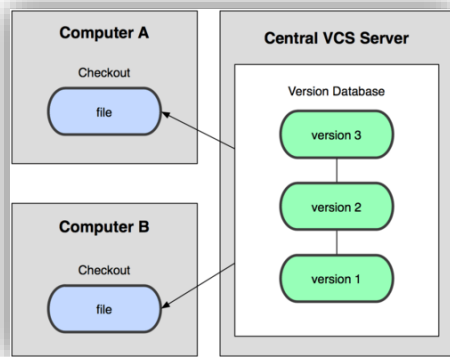 Computer A
Checkout
file
Computer B
Checkout
file
Central VCS Server
Version Database
version 3
version 2
version 1